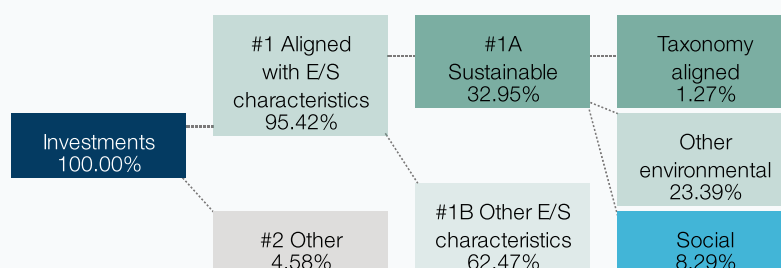 Investments
100.00%
#1 Aligned
with E/S
characteristics
95.42%
#2 Other
4.58%
#1A
Sustainable
32.95%
#1B Other E/S
characteristics
62.47%
Taxonomy
aligned
1.27%
Other
environmental
23.39%
Social
8.29%